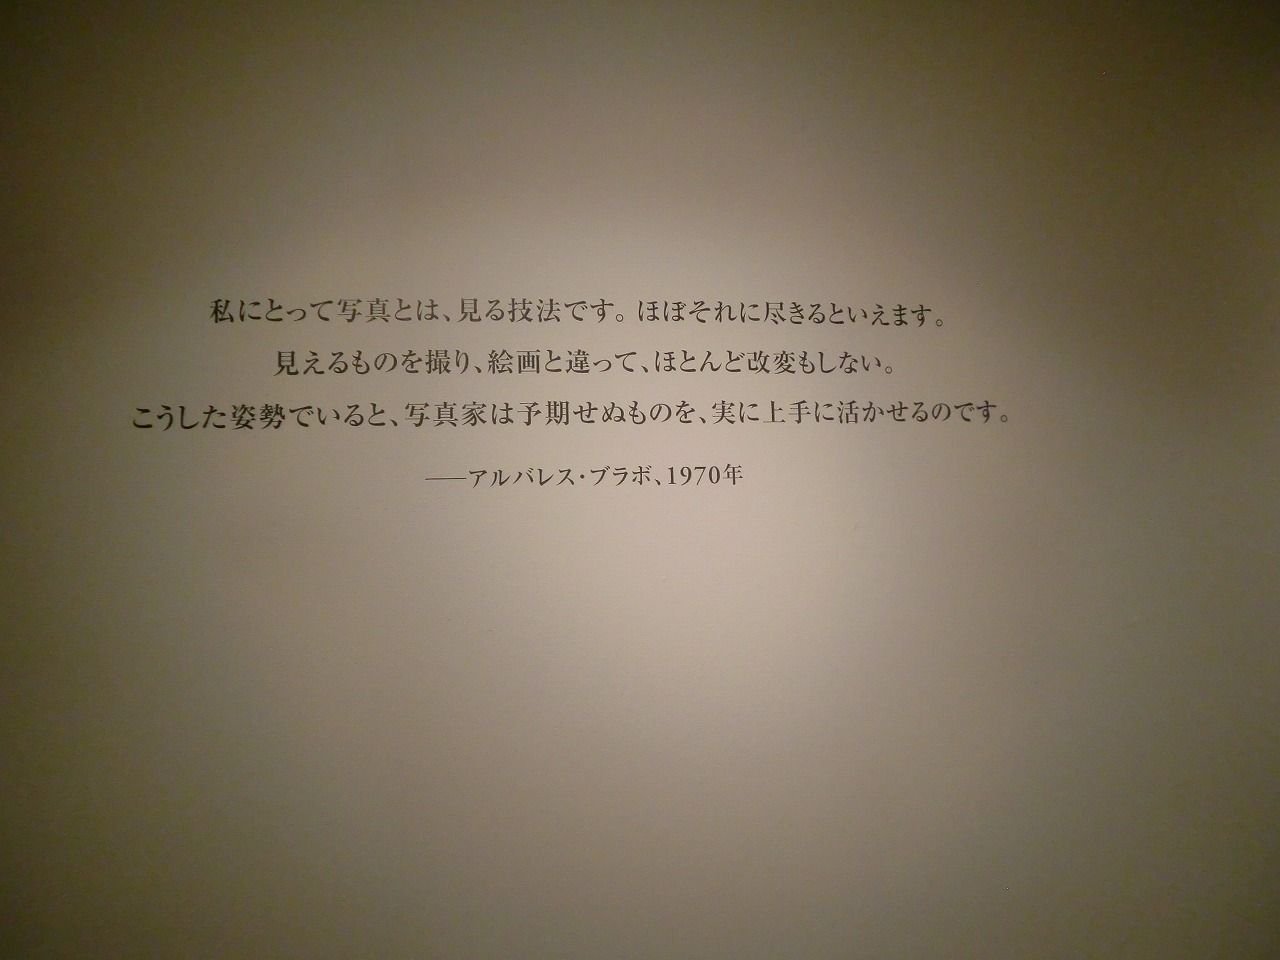 私にとって写真とは、見る技法です。ほぼそれに尽きるといえます。
見えるものを撮り、絵画と違って、ほとんど改変もしない。
こうした姿勢でいると、写真家は予期せぬものを、実に上手に活かせるのです。
——アルバレス・ブラボ、1970年